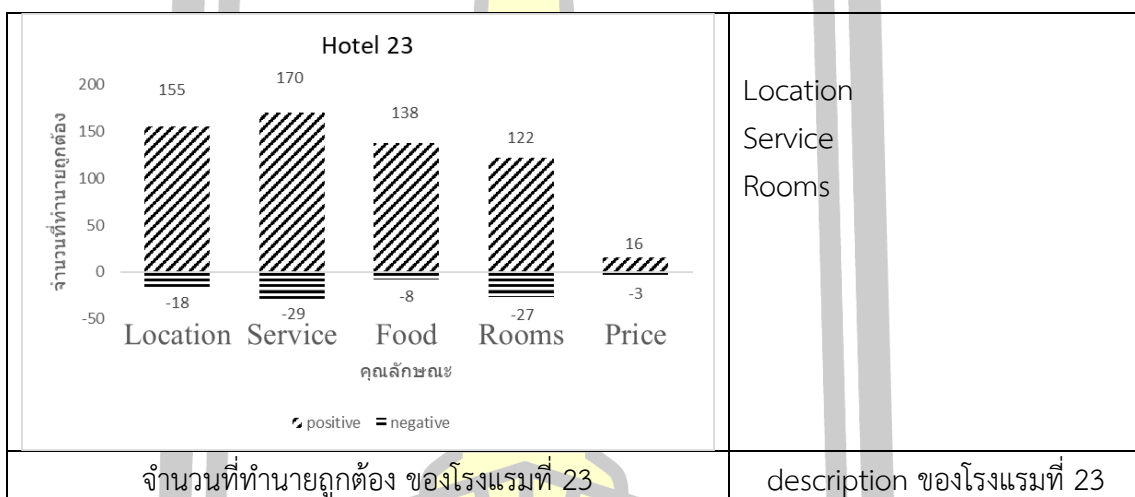 Hotel 23
200
150
100
50
0
-50
จำนวนที่ทำนายถูกต้อง
155
170
138
122
16
-18
-29
-8
-27
-3
Location Service Food Rooms Price
คุณลักษณะ
positive negative
Location
Service
Rooms
จำนวนที่ทำนายถูกต้อง ของโรงแรมที่ 23
description ของโรงแรมที่ 23